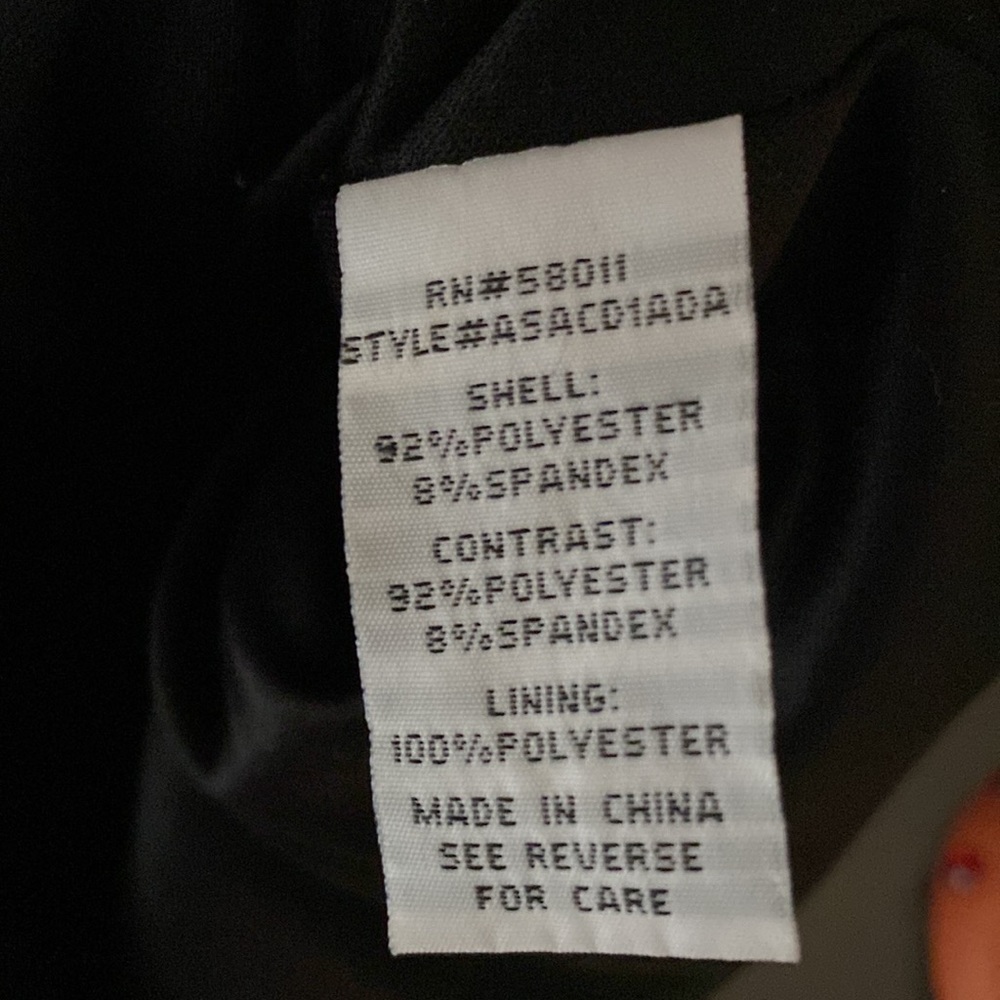 RN#58011
STYLE#ASACD1ADA
SHELL:
92%POLYESTER
8%SPANDEX
CONTRAST:
92%POLYESTER
8%SPANDEX
LINING:
100%POLYESTER
MADE IN CHINA
SEE REVERSE
FOR CARE